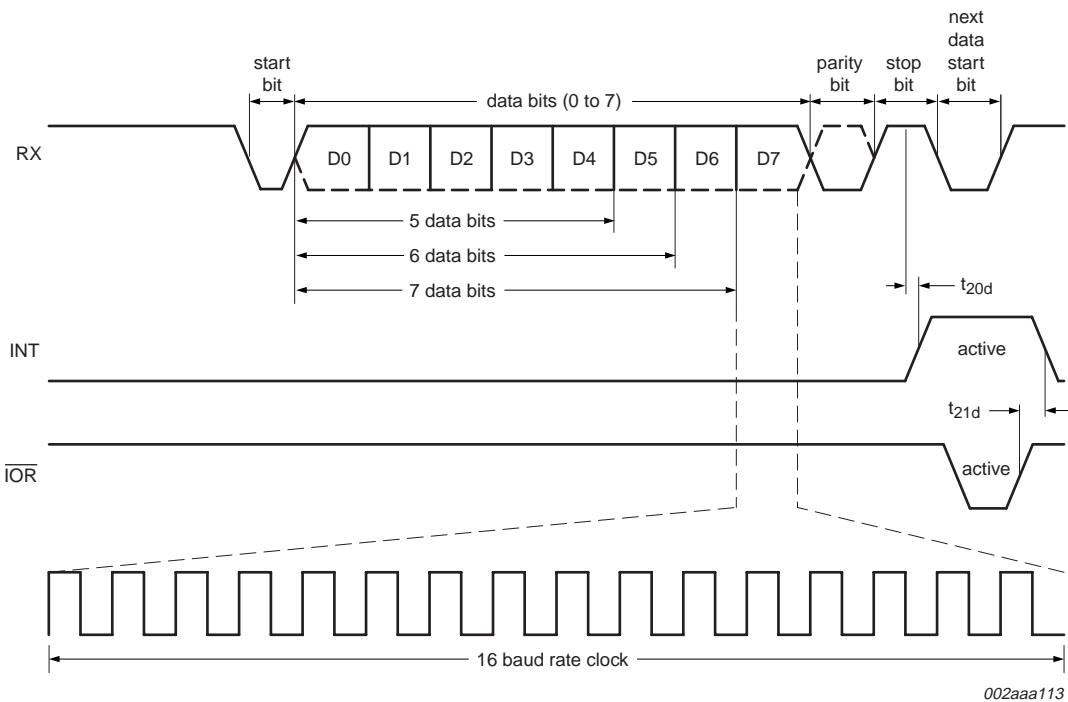 next
data
start
bit
start
bit
parity
bit
stop
bit
data bits (0 to 7)
RX
D0 D1 D2 D3 D4 D5 D6 D7
5 data bits
6 data bits
7 data bits
t20d
INT
active
t21d
IOR
active
16 baud rate clock
002aaa113